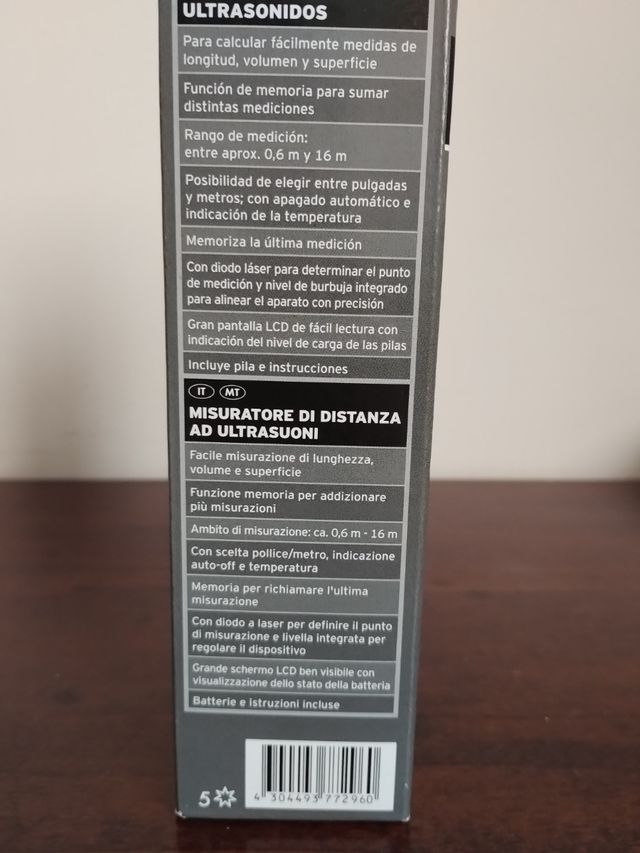 ULTRASONIDOS
Para calcular fácilmente medidas de
longitud, volumen y superficie
Función de memoria para sumar
distintas mediciones
Rango de medición:
entre aprox. 0,6 m y 16 m
Posibilidad de elegir entre pulgadas
y metros; con apagado automático e
indicación de la temperatura
Memoriza la última medición
Con diodo láser para determinar el punto
de medición y nivel de burbuja integrado
para alinear el aparato con precisión
Gran pantalla LCD de fácil lectura con
indicación del nivel de carga de las pilas
Incluye pila e instrucciones
IT MT
MISURATORE DI DISTANZA
AD ULTRASUONI
Facile misurazione di lunghezza,
volume e superficie
Funzione memoria per addizionare
più misurazioni
Ambito di misurazione: ca. 0,6 m - 16 m
Con scelta pollice/metro, indicazione
auto-off e temperatura
Memoria per richiamare l'ultima
misurazione
Con diodo a laser per definire il punto
di misurazione e livella integrata per
regolare il dispositivo
Grande schermo LCD ben visibile con
visualizzazione dello stato della batteria
Batterie e istruzioni incluse
5
4 304493 772960